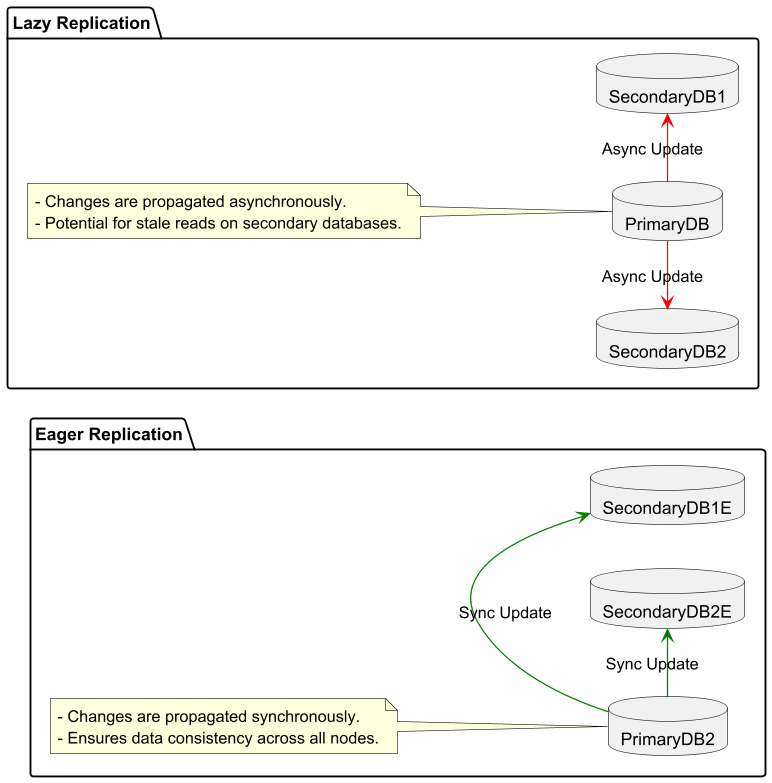 Lazy Replication
SecondaryDB1
Async Update
- Changes are propagated asynchronously.
- Potential for stale reads on secondary databases.
PrimaryDB
Async Update
SecondaryDB2
Eager Replication
SecondaryDB1E
SecondaryDB2E
Sync Update
Sync Update
- Changes are propagated synchronously.
- Ensures data consistency across all nodes.
PrimaryDB2